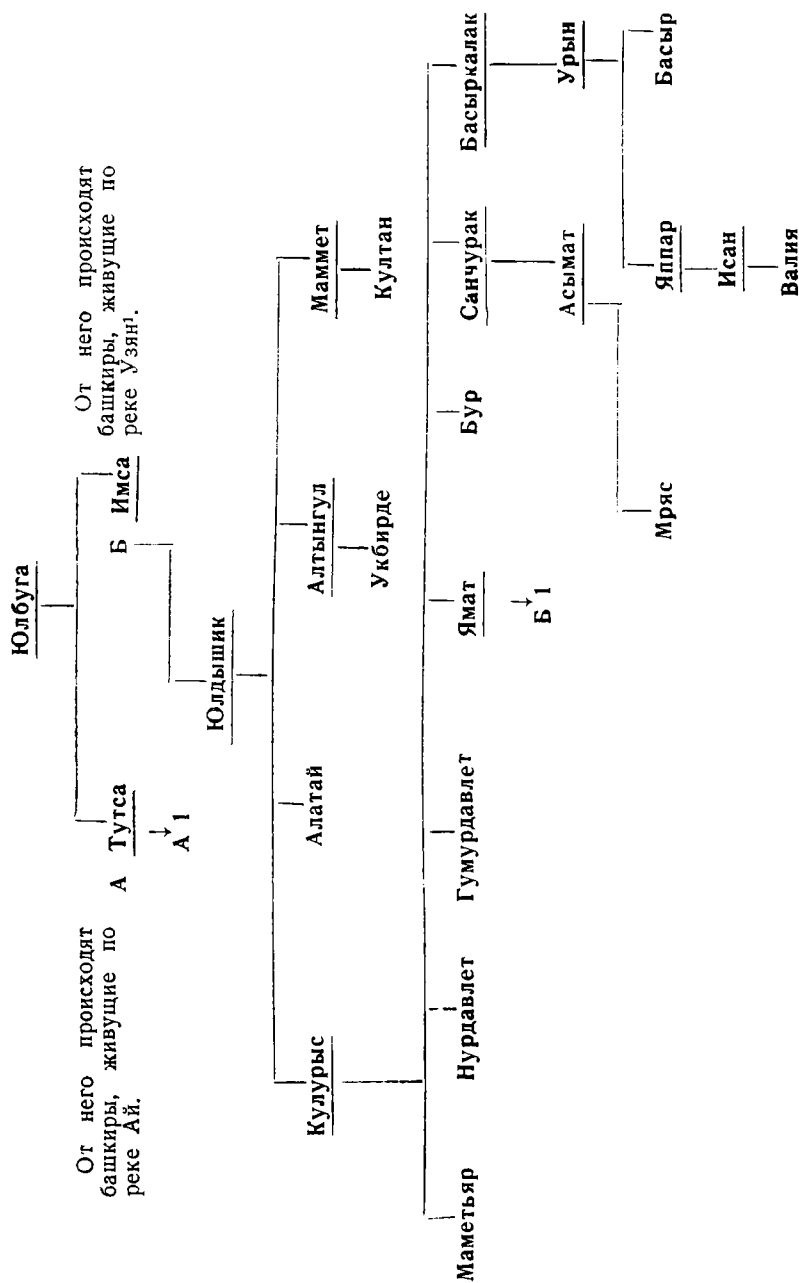 Юлбуга
От него происходят
башкиры, живущие по
реке Ай.
А Тутса
А 1
Б Имса
От него происходят
башкиры, живущие по
реке Узян¹.
Юлдышик
Кулурыс
Алатай
Алтынгул
Маммет
Укбирде
Култан
Маметьяр
Нурдавлет
Гумурдавлет
Ямат
Бур
Санчурак
Басыркалак
Б 1
Асымат
Урын
Мряс
Яппар
Басыр
Исан
Валия